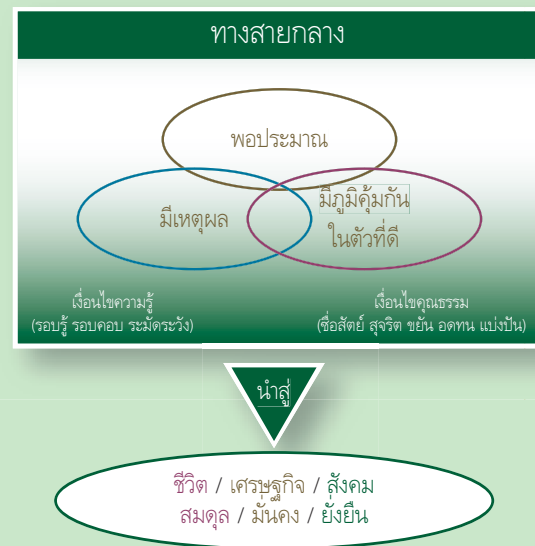 ทางสายกลาง
พอประมาณ
มีเหตุผล
มีภูมิคุ้มกัน
ในตัวที่ดี
เงื่อนไขความรู้
(รอบรู้ รอบคอบ ระมัดระวัง)
เงื่อนไขคุณธรรม
(ซื่อสัตย์ สุจริต ขยัน อดทน แบ่งปัน)
นำสู่
ชีวิต / เศรษฐกิจ / สังคม
สมดุล / มั่นคง / ยั่งยืน